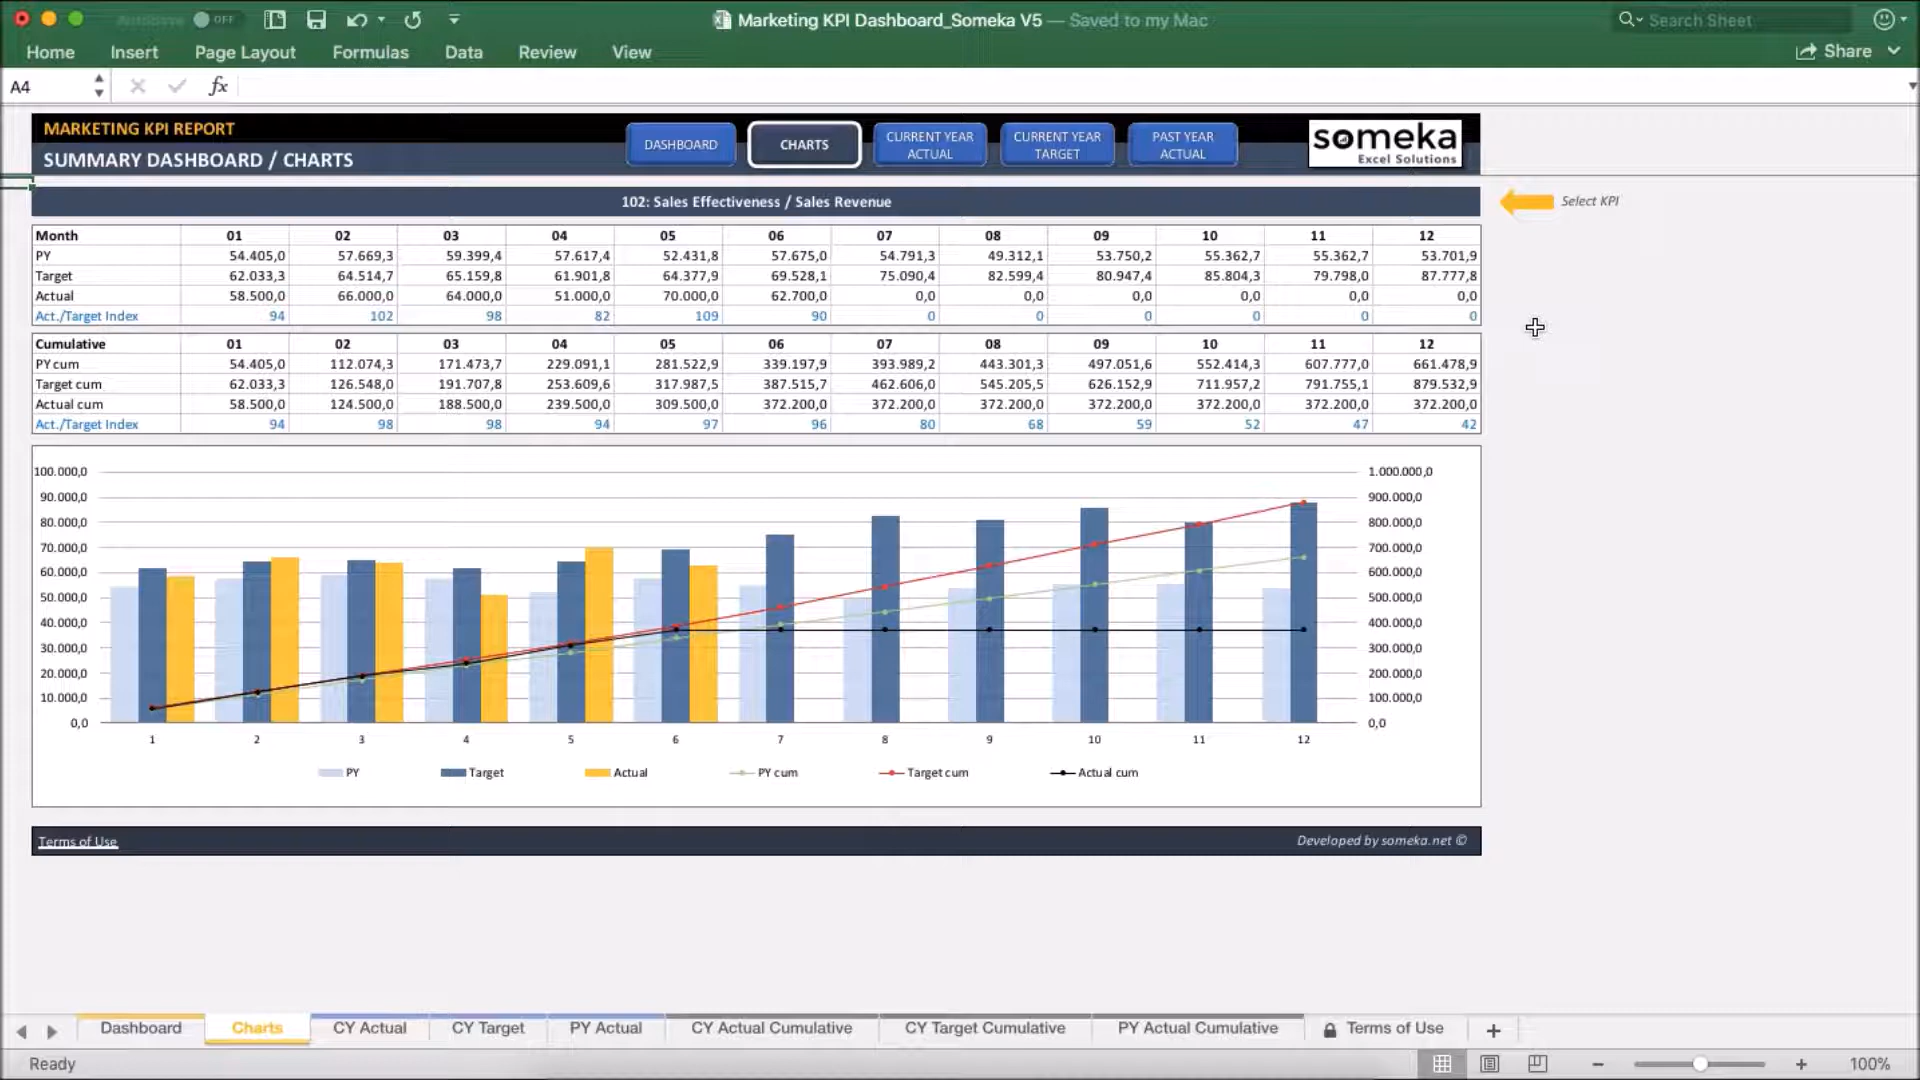 AutoSave OFF
Marketing KPI Dashboard_Someka V5 — Saved to my Mac
Search Sheet
Home Insert Page Layout Formulas Data Review View Share
A4 fx
MARKETING KPI REPORT
SUMMARY DASHBOARD / CHARTS
DASHBOARD
CHARTS
CURRENT YEAR
ACTUAL
CURRENT YEAR
TARGET
PAST YEAR
ACTUAL
someka
Excel Solutions
102: Sales Effectiveness / Sales Revenue
Select KPI
Month 01 02 03 04 05 06 07 08 09 10 11 12
PY 54.405,0 57.669,3 59.399,4 57.617,4 52.431,8 57.675,0 54.791,3 49.312,1 53.750,2 55.362,7 55.362,7 53.701,9
Target 62.033,3 64.514,7 65.159,8 61.901,8 64.377,9 69.528,1 75.090,4 82.599,4 80.947,4 85.804,3 79.798,0 87.777,8
Actual 58.500,0 66.000,0 64.000,0 51.000,0 70.000,0 62.700,0 0,0 0,0 0,0 0,0 0,0 0,0
Act./Target Index 94 102 98 82 109 90 0 0 0 0 0 0
Cumulative 01 02 03 04 05 06 07 08 09 10 11 12
PY cum 54.405,0 112.074,3 171.473,7 229.091,1 281.522,9 339.197,9 393.989,2 443.301,3 497.051,6 552.414,3 607.777,0 661.478,9
Target cum 62.033,3 126.548,0 191.707,8 253.609,6 317.987,5 387.515,7 462.606,0 545.205,5 626.152,9 711.957,2 791.755,1 879.532,9
Actual cum 58.500,0 124.500,0 188.500,0 239.500,0 309.500,0 372.200,0 372.200,0 372.200,0 372.200,0 372.200,0 372.200,0 372.200,0
Act./Target Index 94 98 98 94 97 96 80 68 59 52 47 42
100.000,0 1.000.000,0
90.000,0 900.000,0
80.000,0 800.000,0
70.000,0 700.000,0
60.000,0 600.000,0
50.000,0 500.000,0
40.000,0 400.000,0
30.000,0 300.000,0
20.000,0 200.000,0
10.000,0 100.000,0
0,0 0,0
1 2 3 4 5 6 7 8 9 10 11 12
PY Target Actual PY cum Target cum Actual cum
Terms of Use
Developed by someka.net ©
Dashboard Charts CY Actual CY Target PY Actual CY Actual Cumulative CY Target Cumulative PY Actual Cumulative Terms of Use +
Ready
100%